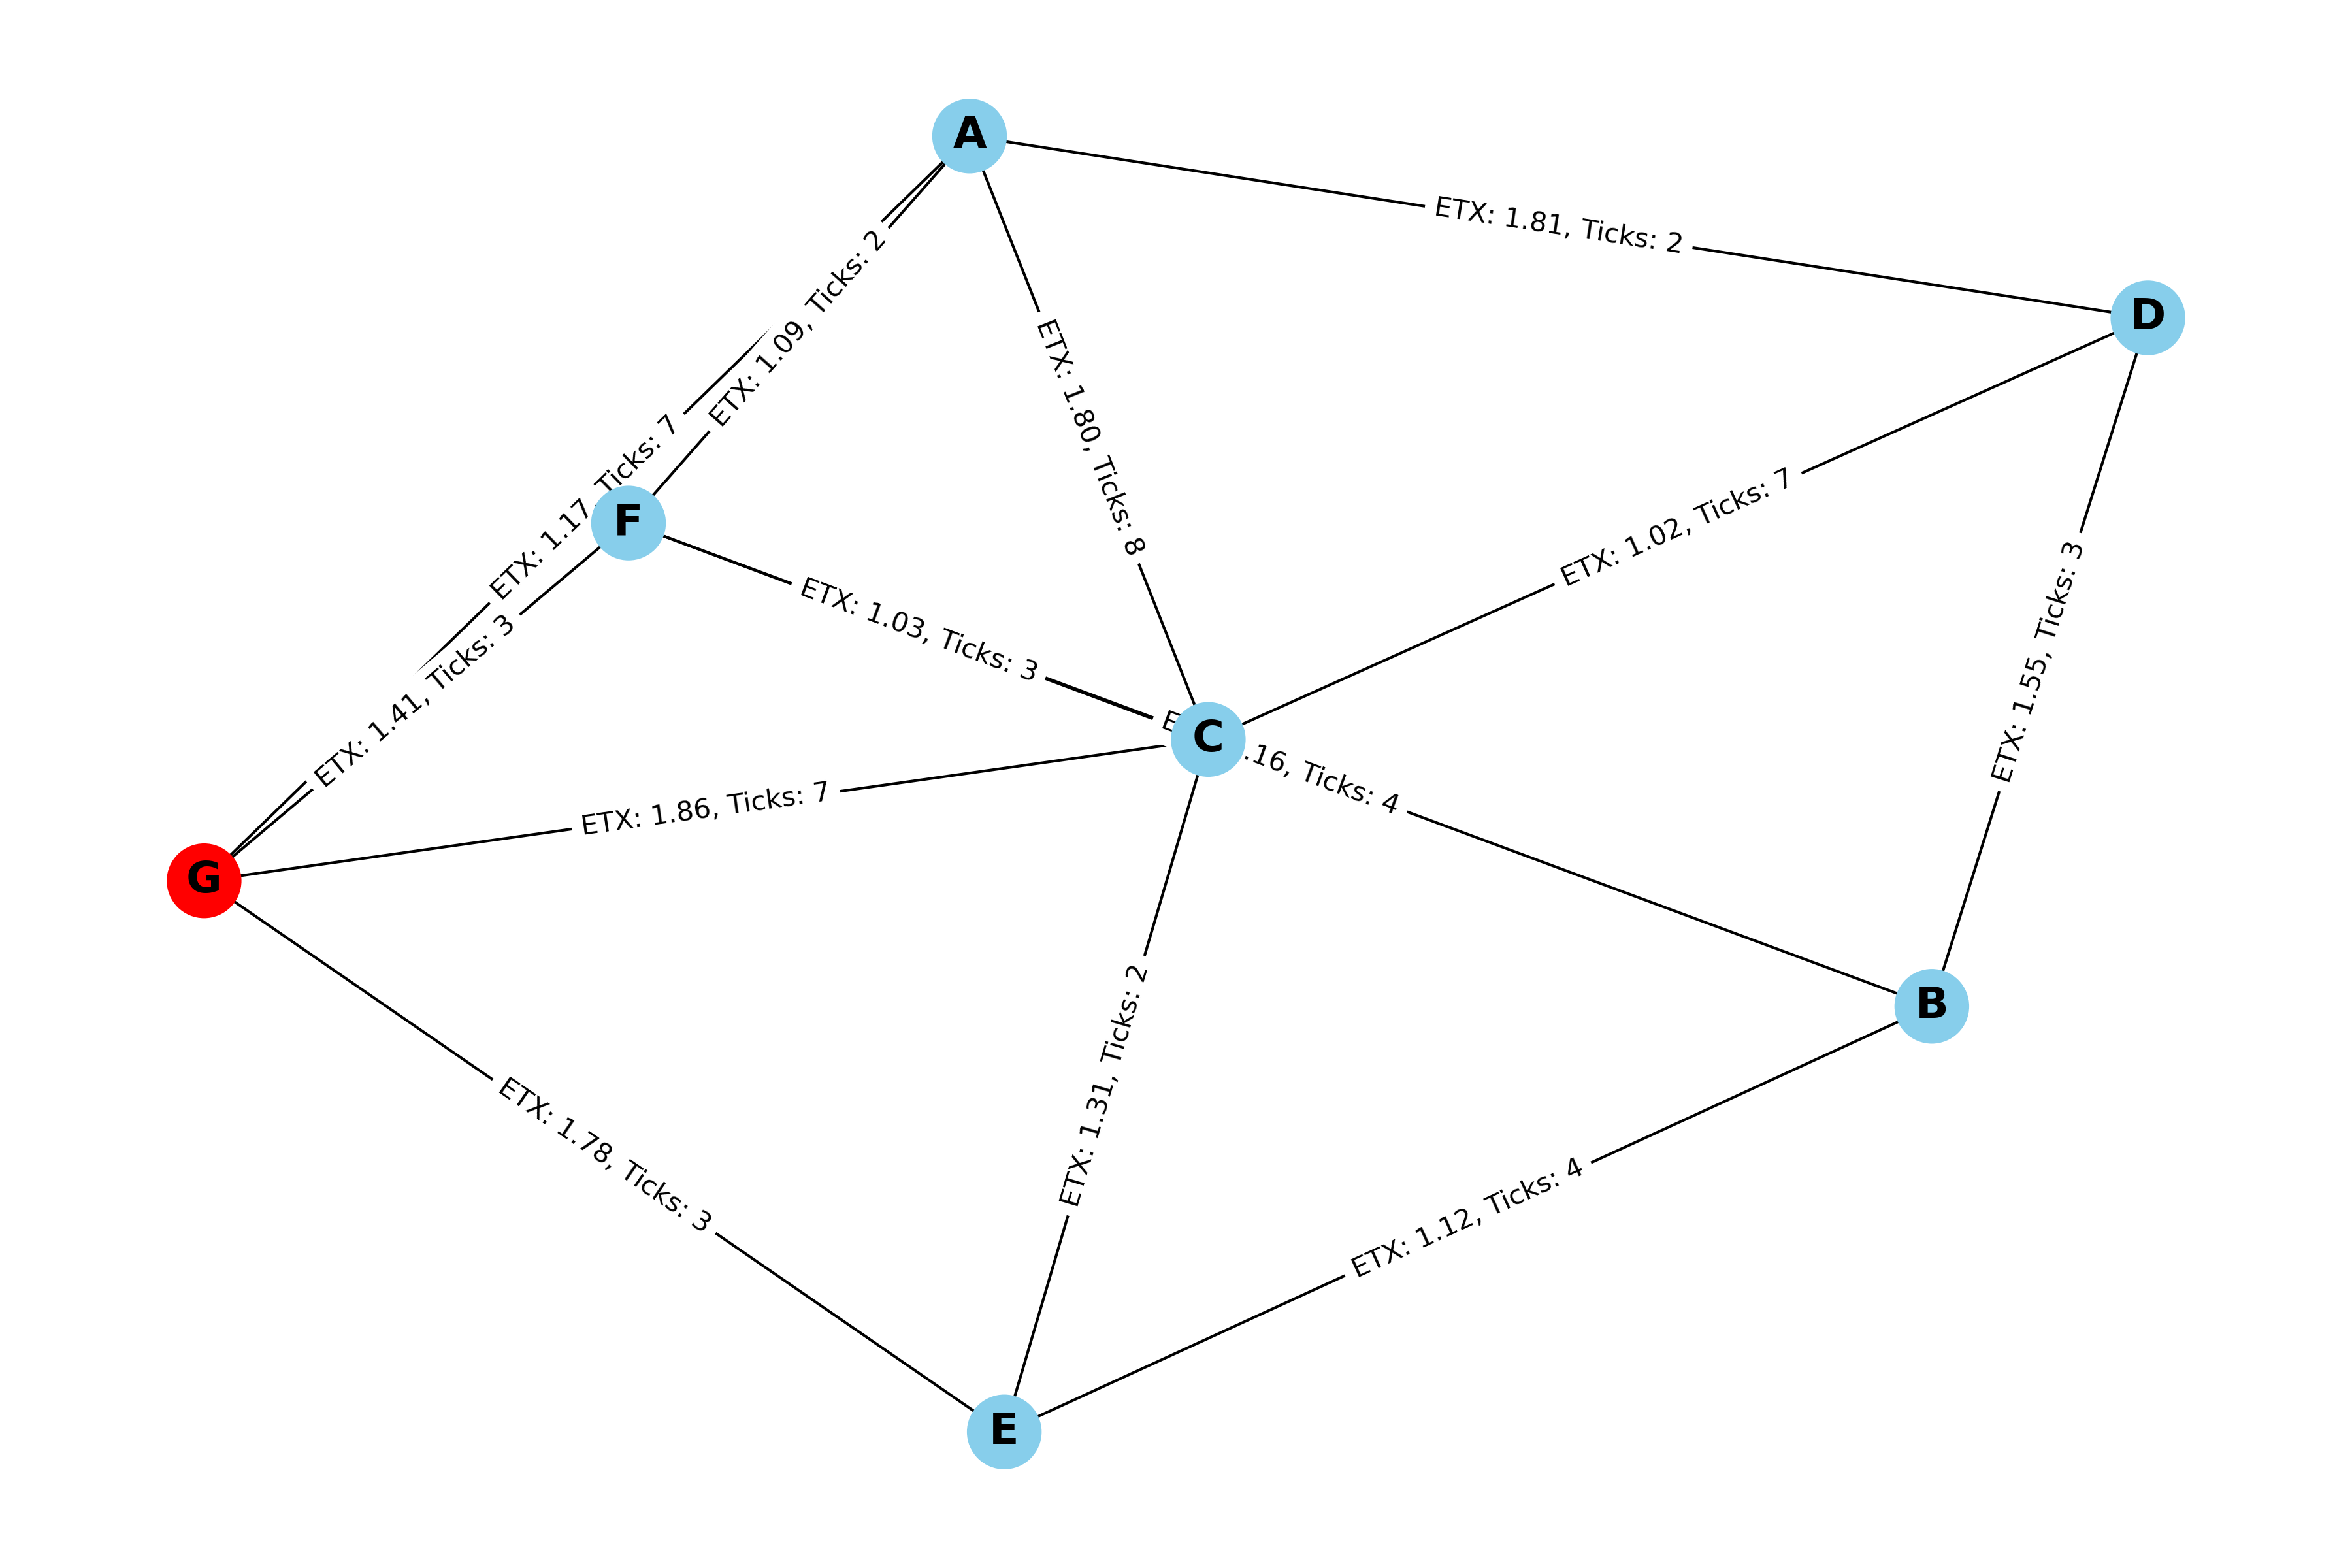 A
ETX: 1.81, Ticks: 2
ETX: 1.09, Ticks: 2
D
ETX: 1.80, Ticks: 8
ETX: 1.17, Ticks: 7
F
ETX: 1.02, Ticks: 7
ETX: 1.03, Ticks: 3
ETX: 1.55, Ticks: 3
ETX: 1.41, Ticks: 3
C
.16, Ticks: 4
ETX: 1.86, Ticks: 7
G
B
ETX: 1.31, Ticks: 2
ETX: 1.78, Ticks: 3
ETX: 1.12, Ticks: 4
E